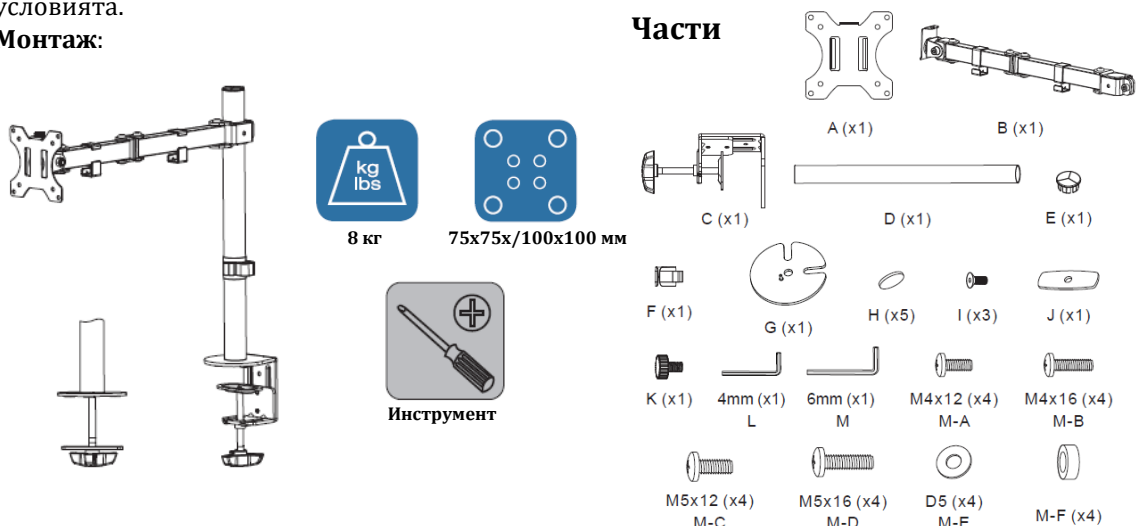 условията.
Монтаж:
kg
lbs
8 кг
75x75x/100x100 мм
Инструмент
Части
A (x1)
B (x1)
C (x1)
D (x1)
E (x1)
F (x1)
G (x1)
H (x5)
I (x3)
J (x1)
K (x1)
4mm (x1)
L
6mm (x1)
M
M4x12 (x4)
M-A
M4x16 (x4)
M-B
M5x12 (x4)
M-C
M5x16 (x4)
M-D
D5 (x4)
M-E
M-F (x4)